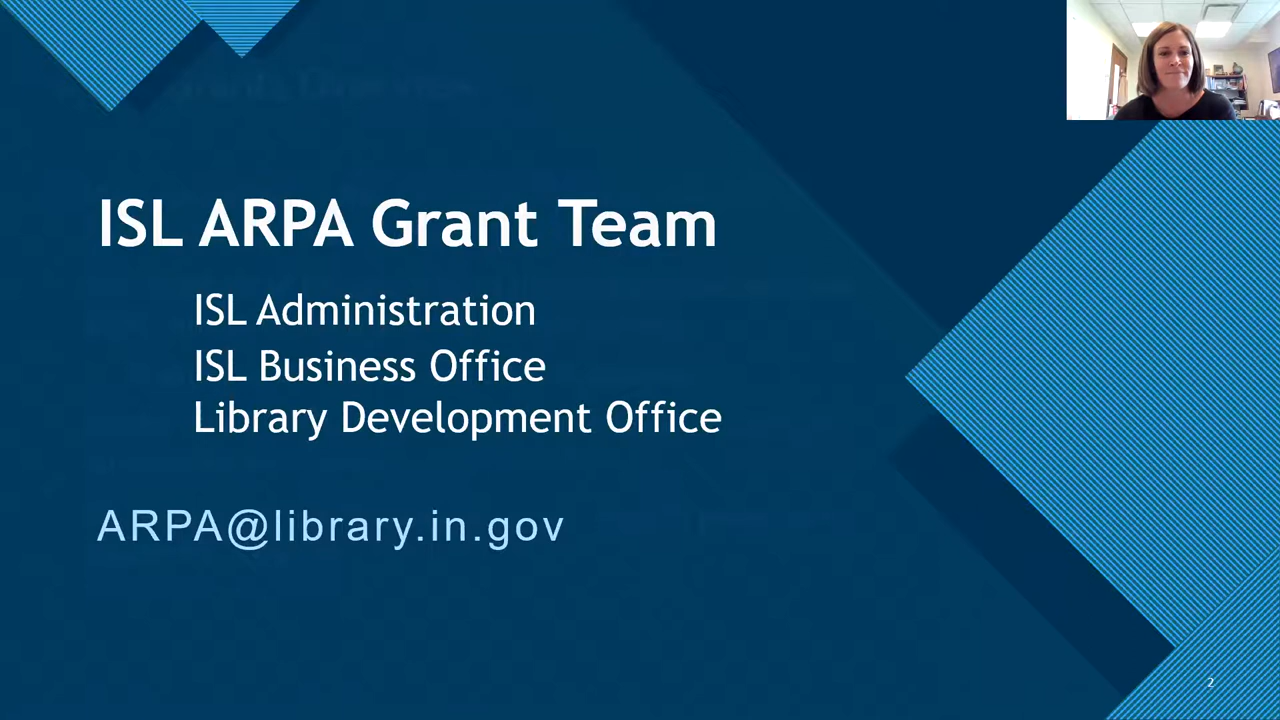 ISL ARPA Grant Team
ISL Administration
ISL Business Office
Library Development Office
ARPA@library.in.gov
2